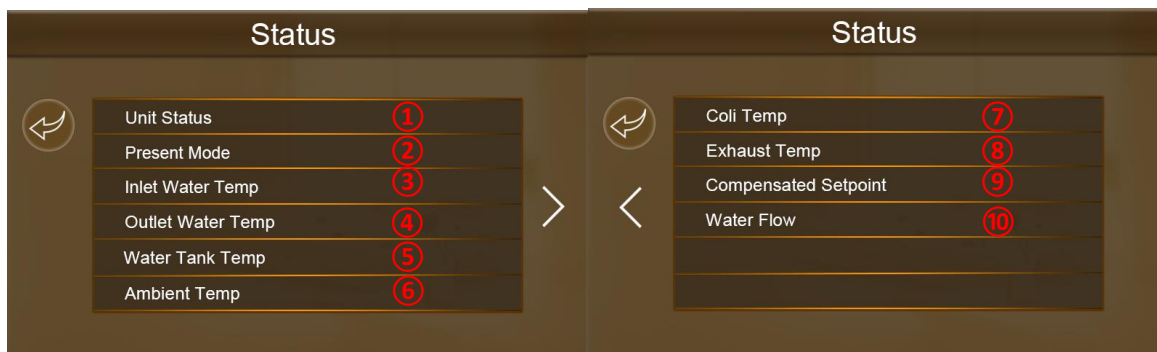 Status
Unit Status ①
Present Mode ②
Inlet Water Temp ③
Outlet Water Temp ④
Water Tank Temp ⑤
Ambient Temp ⑥
Status
Coli Temp ⑦
Exhaust Temp ⑧
Compensated Setpoint ⑨
Water Flow ⑩